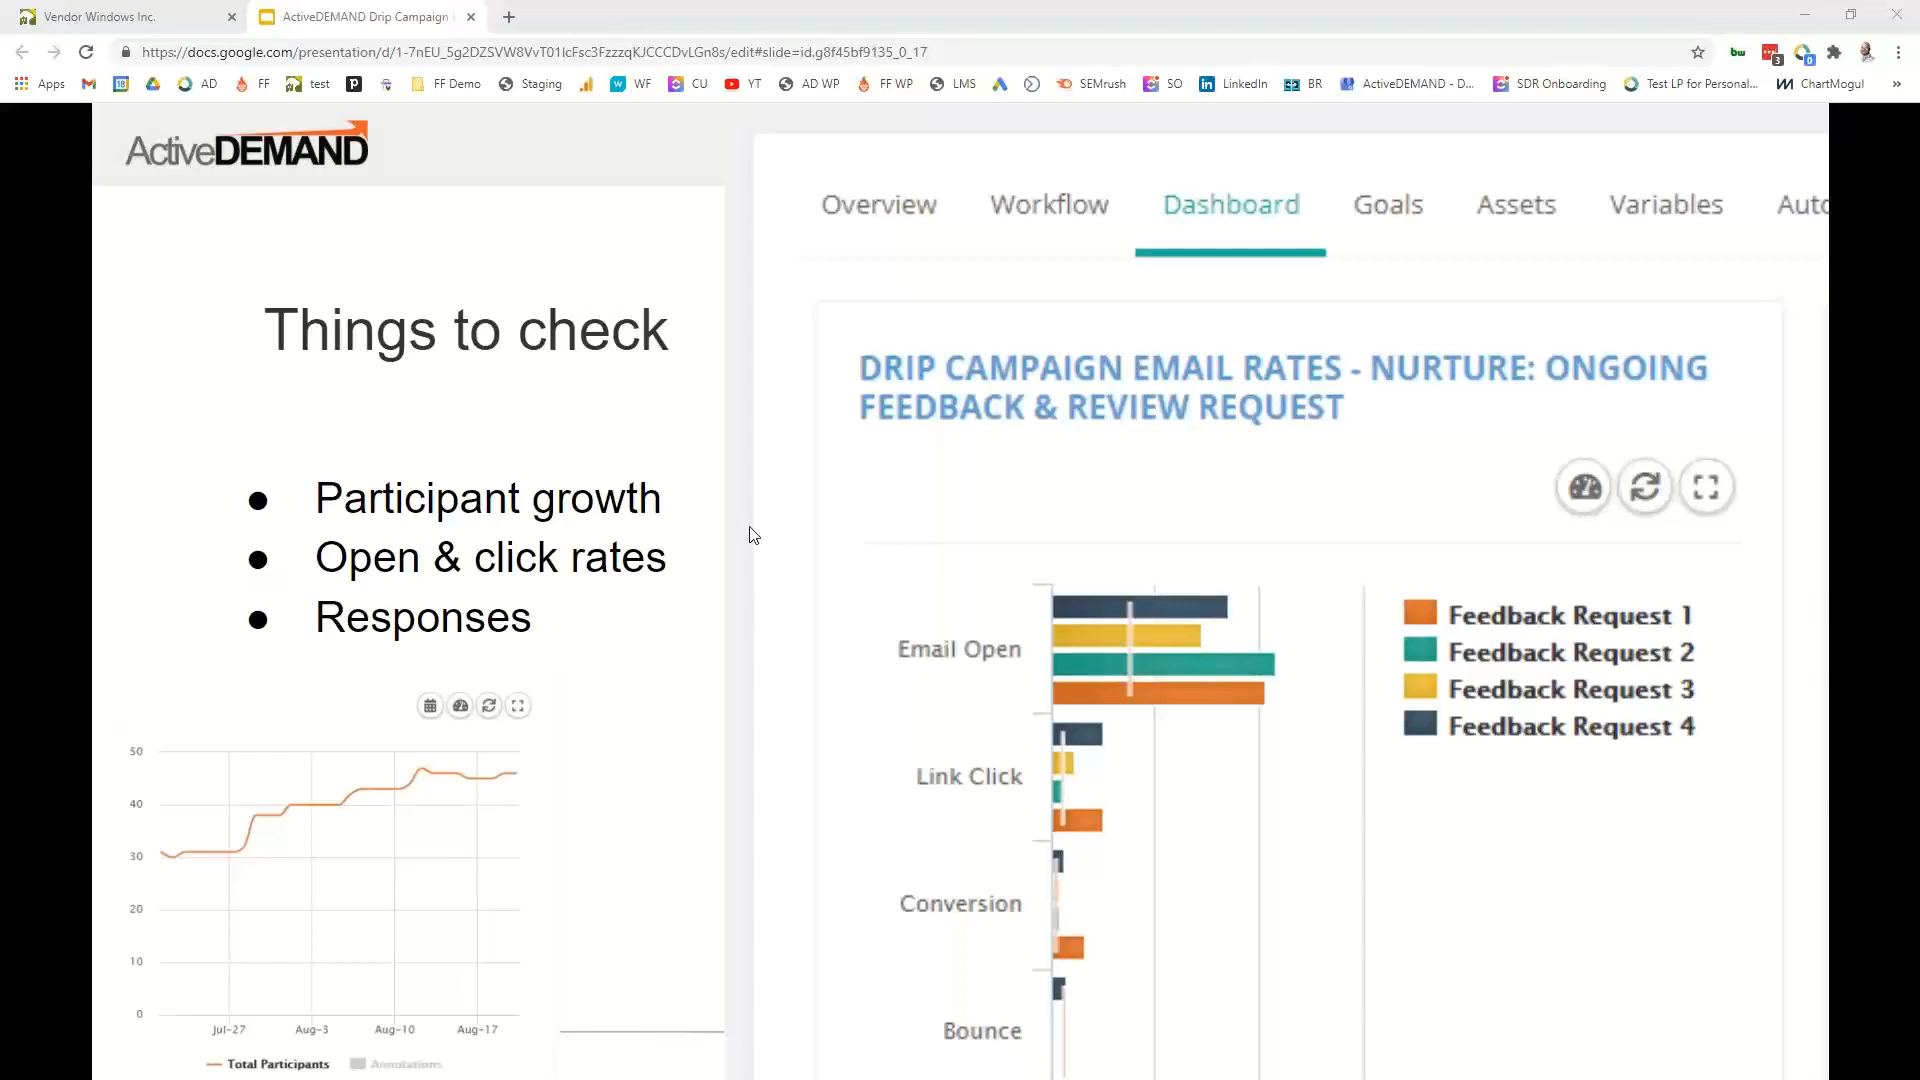 Vendor Windows Inc.
ActiveDEMAND Drip Campaign
https://docs.google.com/presentation/d/1-7nEU_5g2DZSVW8VvT01IcFsc3FzzzqKJCCCDvLGn8s/edit#slide=id.g8f45bf9135_0_17
Apps AD FF test FF Demo Staging WF CU YT AD WP FF WP LMS SEMrush SO LinkedIn BR ActiveDEMAND - D... SDR Onboarding Test LP for Personal... ChartMogul
ActiveDEMAND
Things to check
● Participant growth
● Open & click rates
● Responses
50
40
30
20
10
0
Jul-27 Aug-3 Aug-10 Aug-17
Total Participants Annotations
Overview Workflow Dashboard Goals Assets Variables Auto
DRIP CAMPAIGN EMAIL RATES - NURTURE: ONGOING
FEEDBACK & REVIEW REQUEST
Email Open
Link Click
Conversion
Bounce
Feedback Request 1
Feedback Request 2
Feedback Request 3
Feedback Request 4